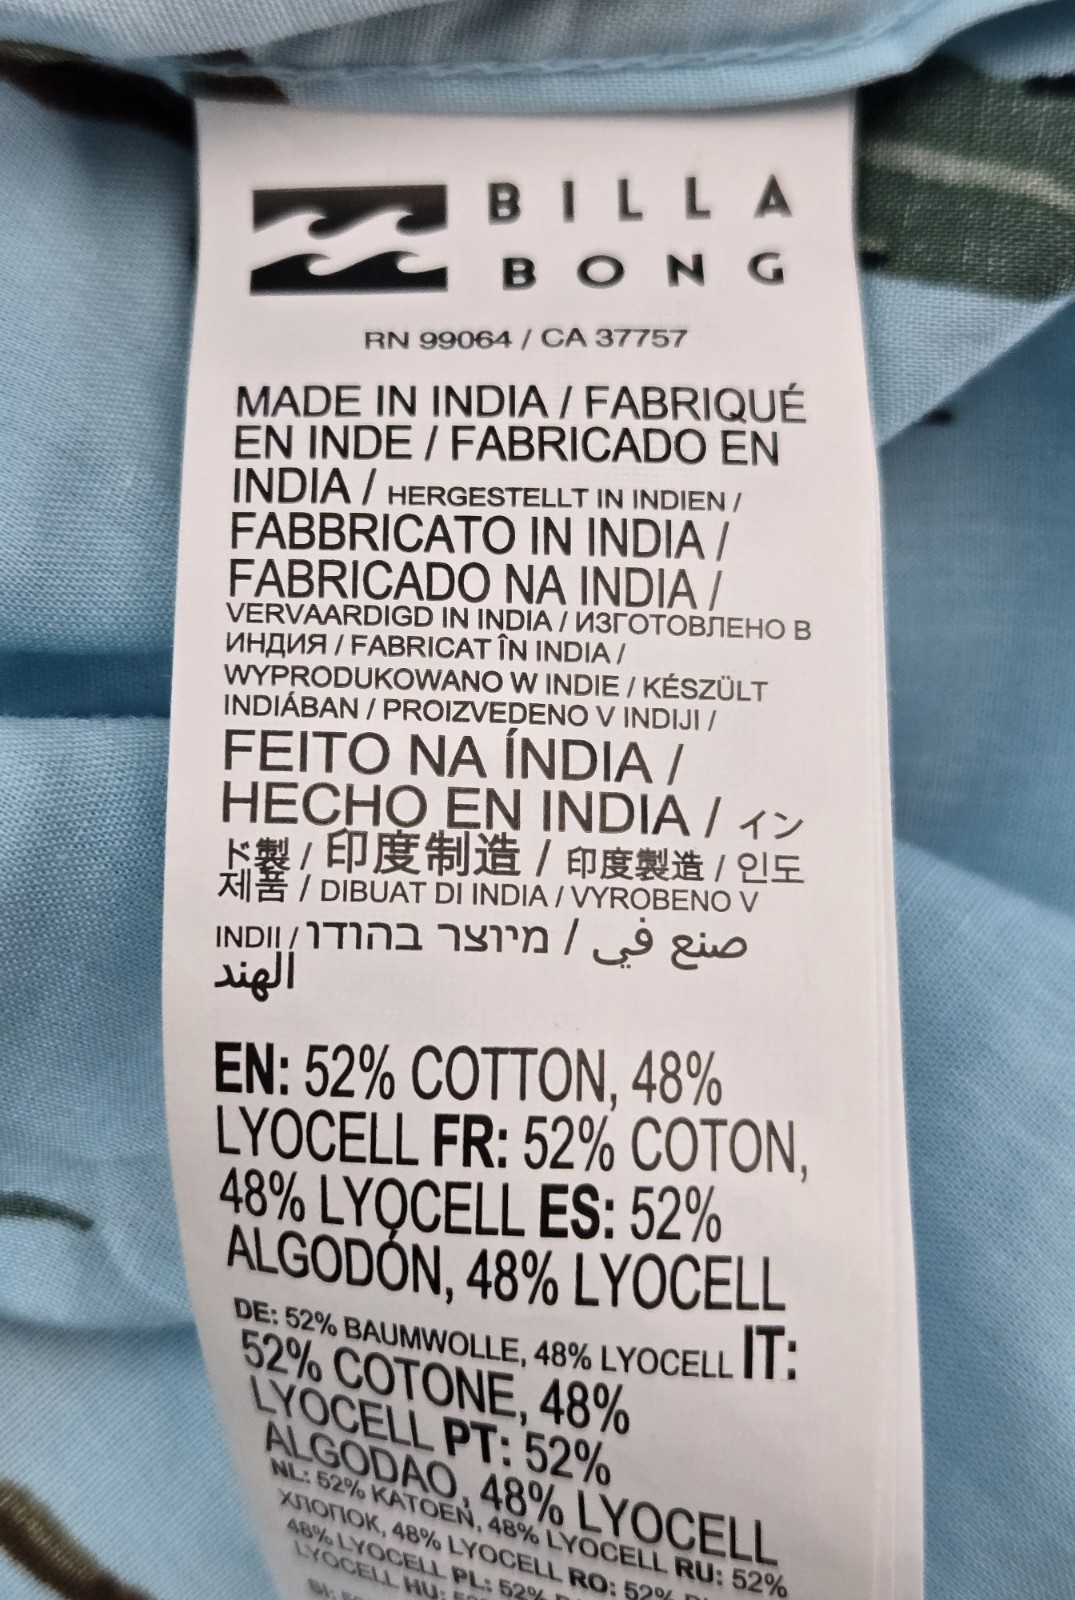 BILLA
BONG
RN 99064 / CA 37757
MADE IN INDIA / FABRIQUÉ
EN INDE / FABRICADO EN
INDIA / HERGESTELLT IN INDIEN /
FABBRICATO IN INDIA /
FABRICADO NA INDIA /
VERVAARDIGD IN INDIA / ИЗГОТОВЛЕНО В
ИНДИЯ / FABRICAT ÎN INDIA /
WYPRODUKOWANO W INDIE / KÉSZÜLT
INDIÁBAN / PROIZVEDENO V INDIJI /
FEITO NA ÍNDIA /
HECHO EN INDIA / イン
ド製 / 印度制造 / 印度製造 / 인도
제품 / DIBUAT DI INDIA / VYROBENO V
INDII / מיוצר בהודו / صنع في
الهند
EN: 52% COTTON, 48%
LYOCELL FR: 52% COTON,
48% LYOCELL ES: 52%
ALGODÓN, 48% LYOCELL
DE: 52% BAUMWOLLE, 48% LYOCELL IT:
52% COTONE, 48%
LYOCELL PT: 52%
ALGODAO, 48% LYOCELL
NL: 52% KATOEN, 48% LYOCELL RU: 52%
ХЛОПОК, 48% LYOCELL RO: 52%
48% LYOCELL PL: 52%
LYOCELL HU: